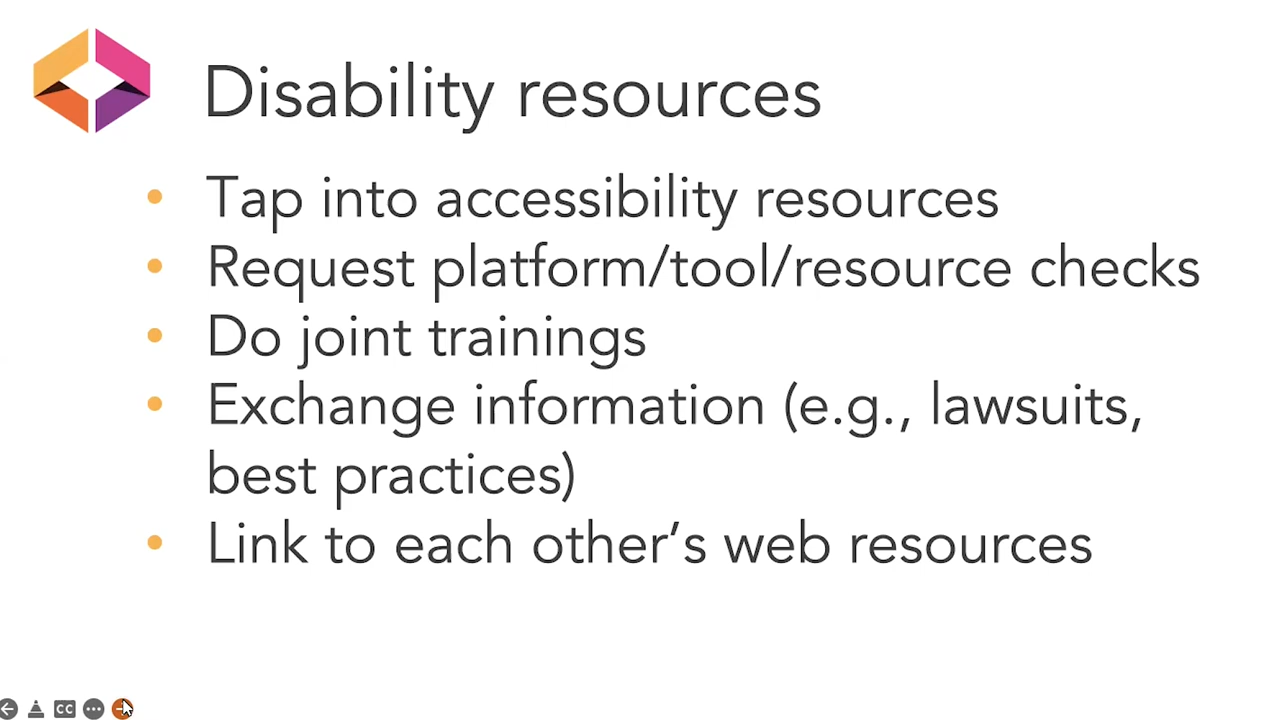 Disability resources
• Tap into accessibility resources
• Request platform/tool/resource checks
• Do joint trainings
• Exchange information (e.g., lawsuits,
best practices)
• Link to each other’s web resources
CC